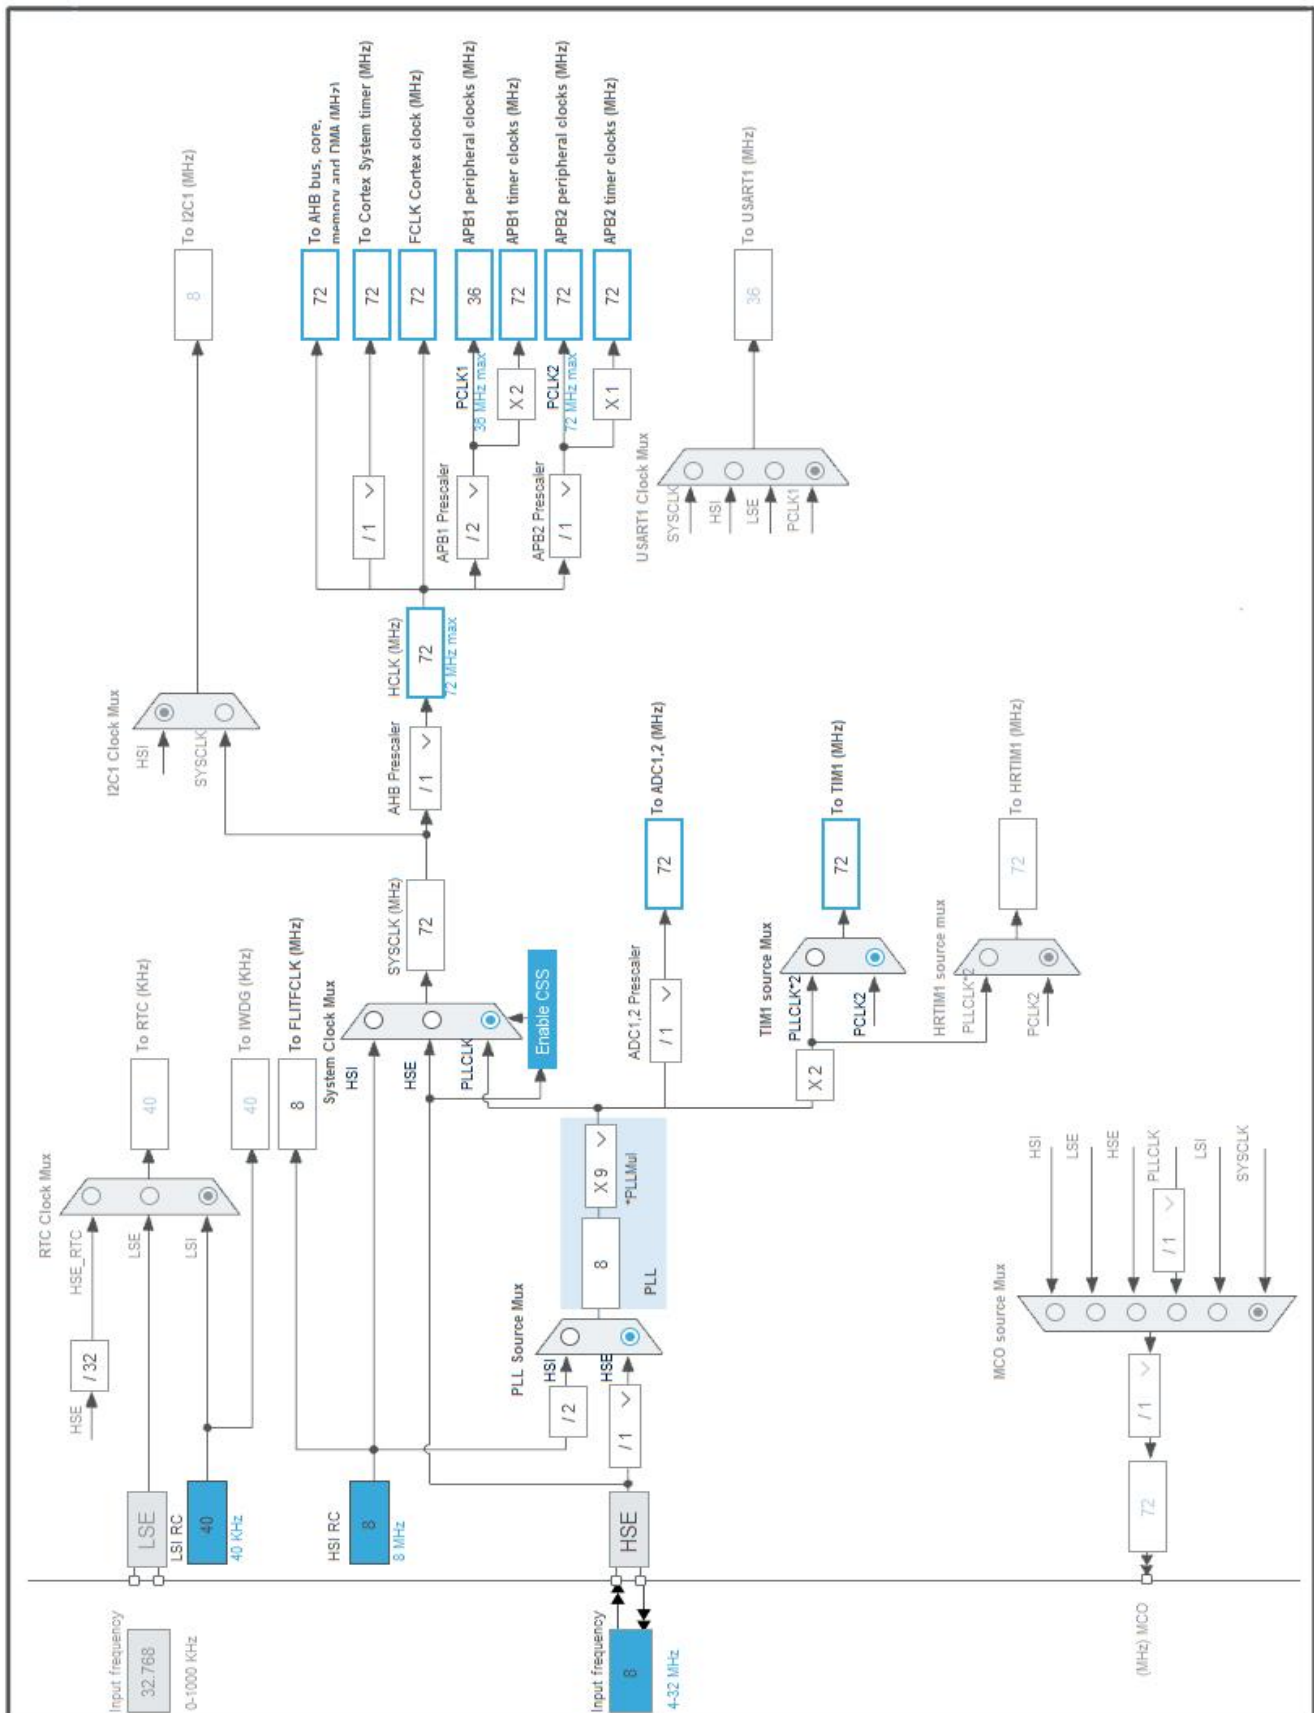 Input frequency
32.768
0-1000 KHz
LSE
LSI RC
40
40 KHz
HSE
/ 32
HSE_RTC
LSE
LSI
RTC Clock Mux
40
To RTC (KHz)
40
To IWDG (KHz)
8
To FLITFCLK (MHz)
HSI RC
8
8 MHz
Input frequency
8
4-32 MHz
HSE
/ 2
/ 1
HSI
HSE
PLL Source Mux
8
X 9
*PLLMul
PLL
System Clock Mux
HSI
HSE
PLLCLK
Enable CSS
SYSCLK (MHz)
72
AHB Prescaler
/ 1
HCLK (MHz)
72
72 MHz max
I2C1 Clock Mux
HSI
SYSCLK
8
To I2C1 (MHz)
72
To AHB bus, core,
memory and DMA (MHz)
/ 1
72
To Cortex System timer (MHz)
72
FCLK Cortex clock (MHz)
APB1 Prescaler
/ 2
PCLK1
36 MHz max
36
APB1 peripheral clocks (MHz)
X 2
72
APB1 timer clocks (MHz)
APB2 Prescaler
/ 1
PCLK2
72 MHz max
72
APB2 peripheral clocks (MHz)
X 1
72
APB2 timer clocks (MHz)
USART1 Clock Mux
SYSCLK
HSI
LSE
PCLK1
36
To USART1 (MHz)
ADC1,2 Prescaler
/ 1
72
To ADC1,2 (MHz)
X 2
TIM1 source Mux
PLLCLK*2
PCLK2
72
To TIM1 (MHz)
HRTIM1 source mux
PLLCLK*2
PCLK2
72
To HRTIM1 (MHz)
(MHz) MCO
72
/ 1
MCO source Mux
HSI
LSE
HSE
/ 1
PLLCLK
LSI
SYSCLK